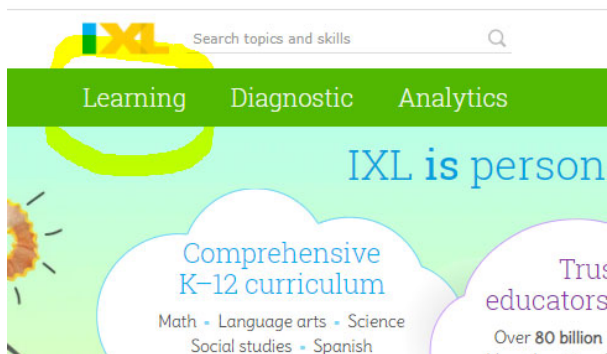 IXL
Search topics and skills
Learning Diagnostic Analytics
IXL is person
Comprehensive
K–12 curriculum
Math • Language arts • Science
Social studies • Spanish
Trus
educators
Over 80 billion